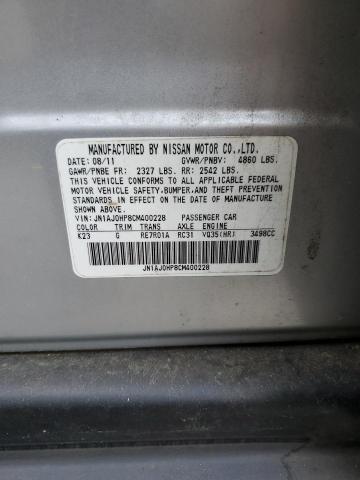 MANUFACTURED BY NISSAN MOTOR CO.,LTD.
DATE: 08/11 GVWR/PNBV: 4860 LBS.
GAWR/PNBE FR: 2327 LBS. RR: 2542 LBS.
THIS VEHICLE CONFORMS TO ALL APPLICABLE FEDERAL
MOTOR VEHICLE SAFETY,BUMPER,AND THEFT PREVENTION
STANDARDS IN EFFECT ON THE DATE OF MANUFACTURE
SHOWN ABOVE.
VIN: JN1AJ0HP8CM400228 PASSENGER CAR
COLOR TRIM TRANS AXLE ENGINE
K23 G RE7R01A RC31 VQ35(HR) 3498CC
JN1AJ0HP8CM400228